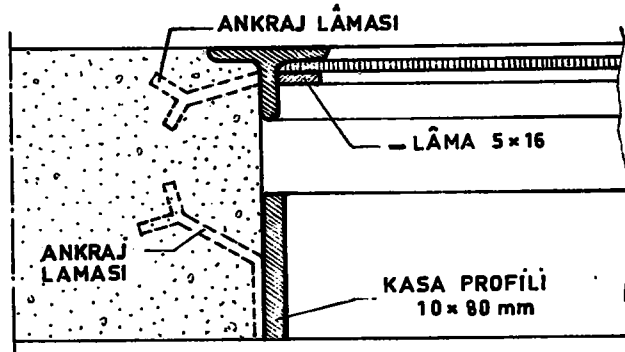 ANKRAJ LÂMASI
– LÂMA 5×16
ANKRAJ
LAMASI
KASA PROFİLİ
10×80 mm